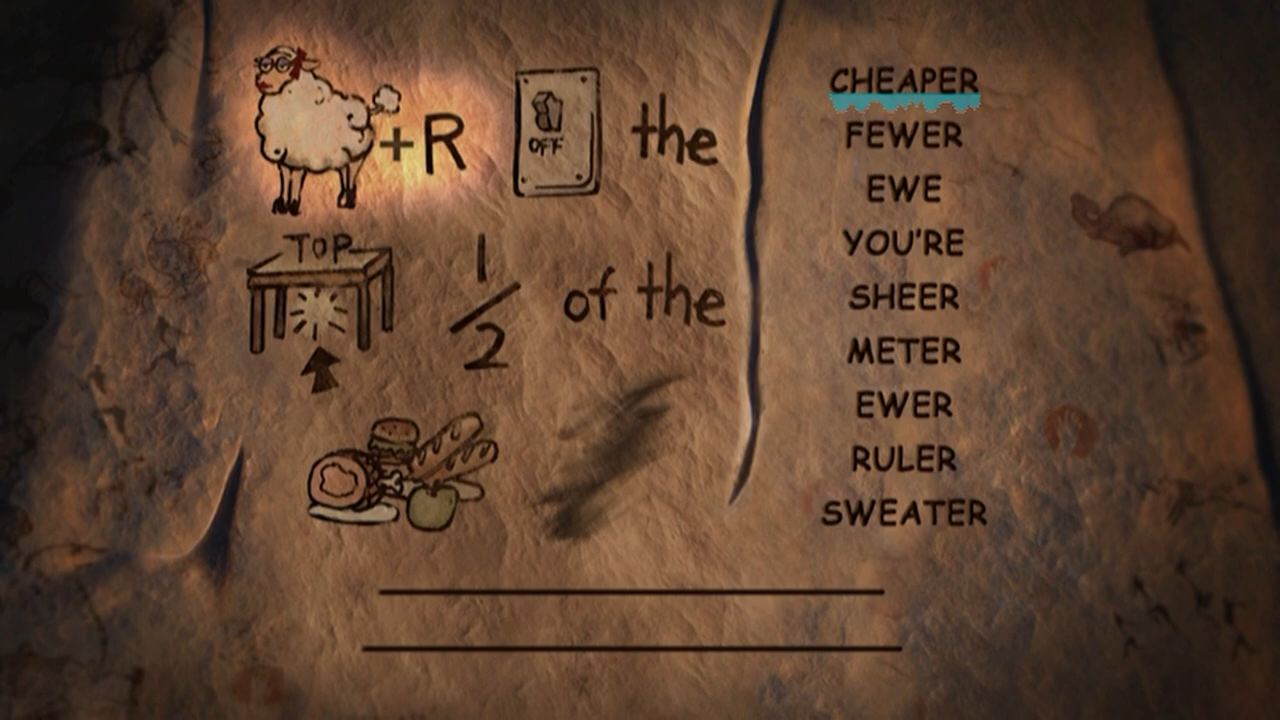 +R OFF the
TOP 1/2 of the
CHEAPER
FEWER
EWE
YOU'RE
SHEER
METER
EWER
RULER
SWEATER